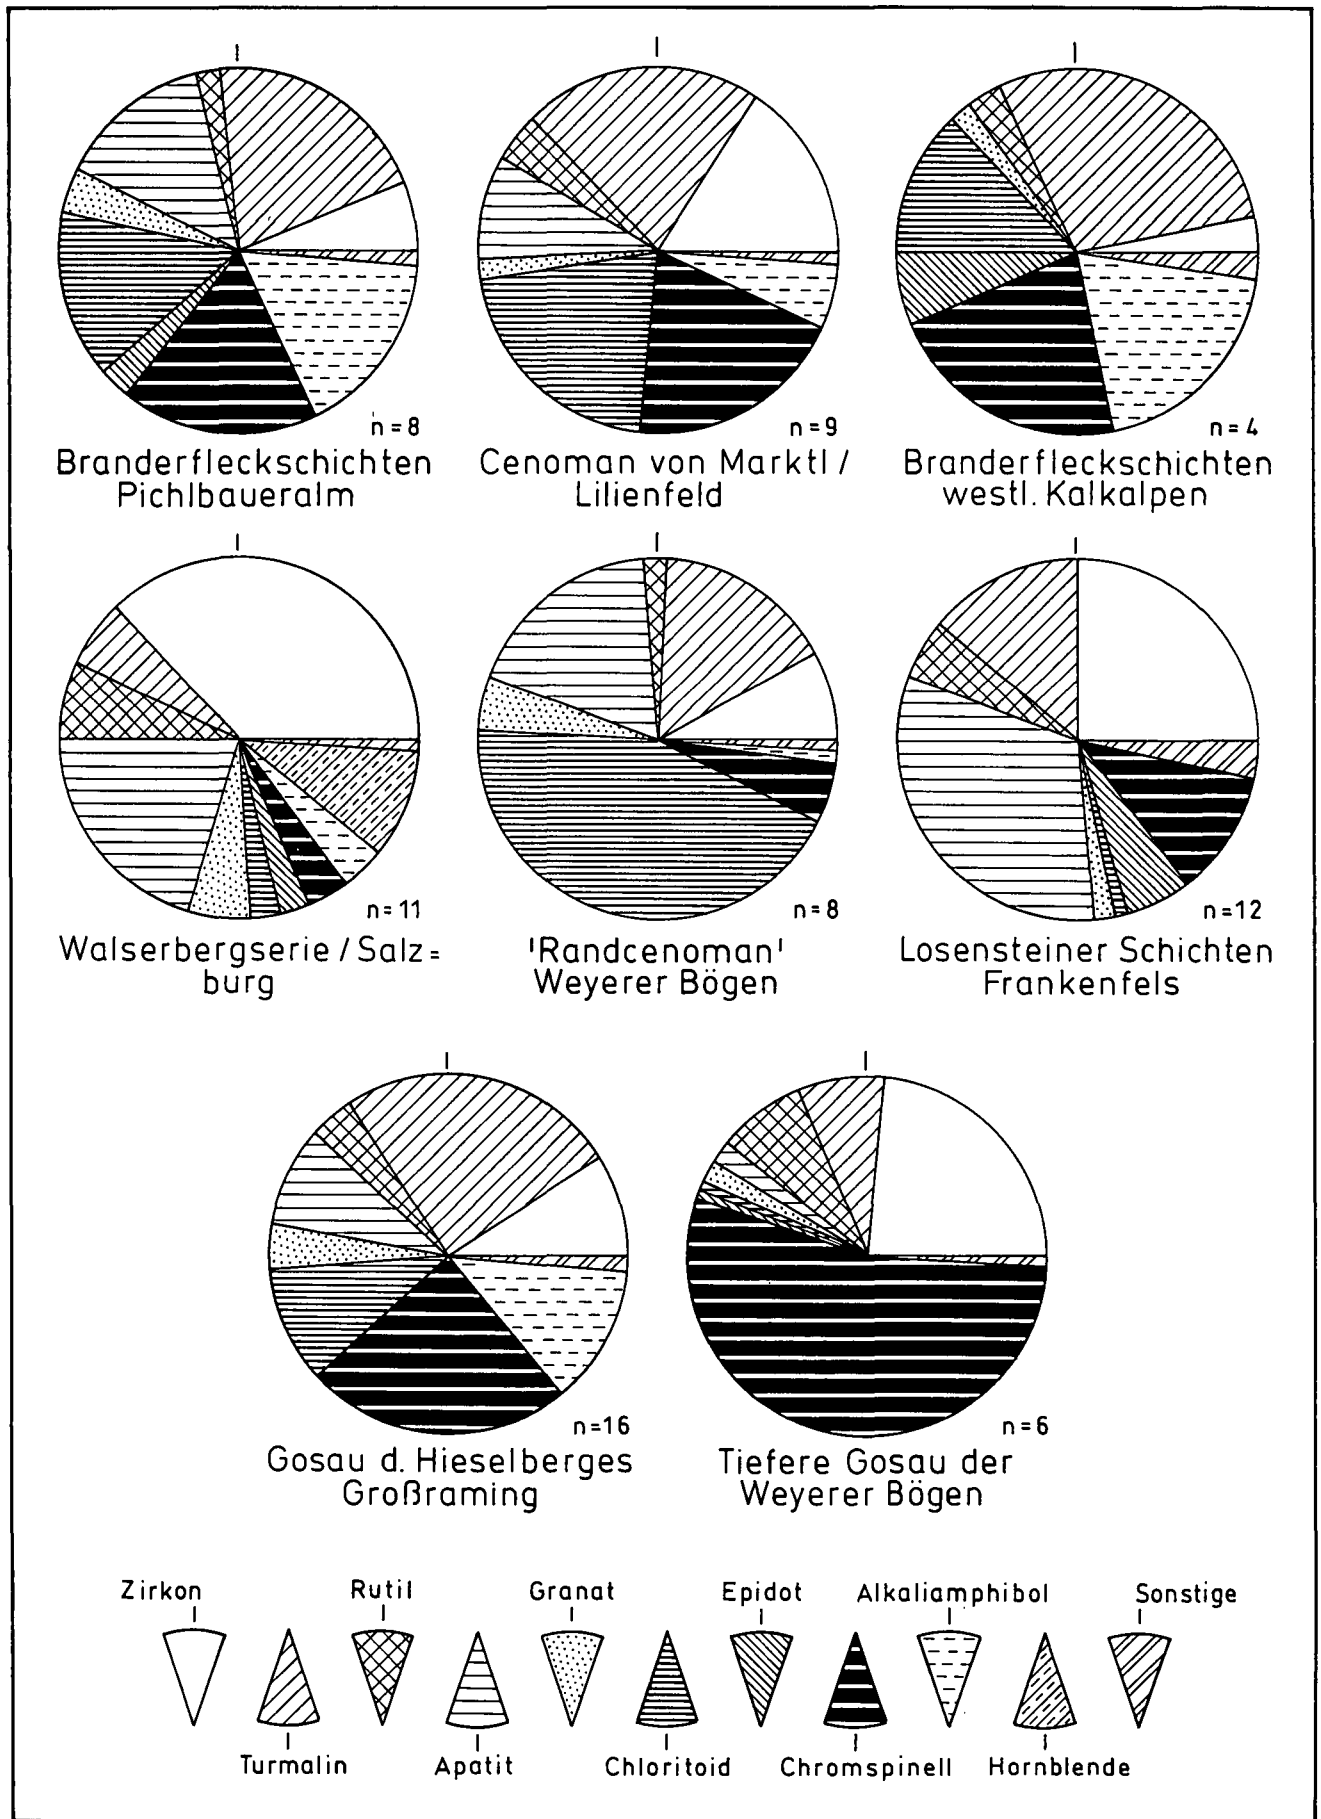 n=8
Branderfleckschichten
Pichlbaueralm
n=9
Cenoman von Marktl /
Lilienfeld
n=4
Branderfleckschichten
westl. Kalkalpen
n=11
Walserbergserie / Salz=
burg
n=8
'Randcenoman'
Weyerer Bögen
n=12
Losensteiner Schichten
Frankenfels
n=16
Gosau d. Hieselberges
Großraming
n=6
Tiefere Gosau der
Weyerer Bögen
Zirkon Rutil Granat Epidot Alkaliamphibol Sonstige
Turmalin Apatit Chloritoid Chromspinell Hornblende